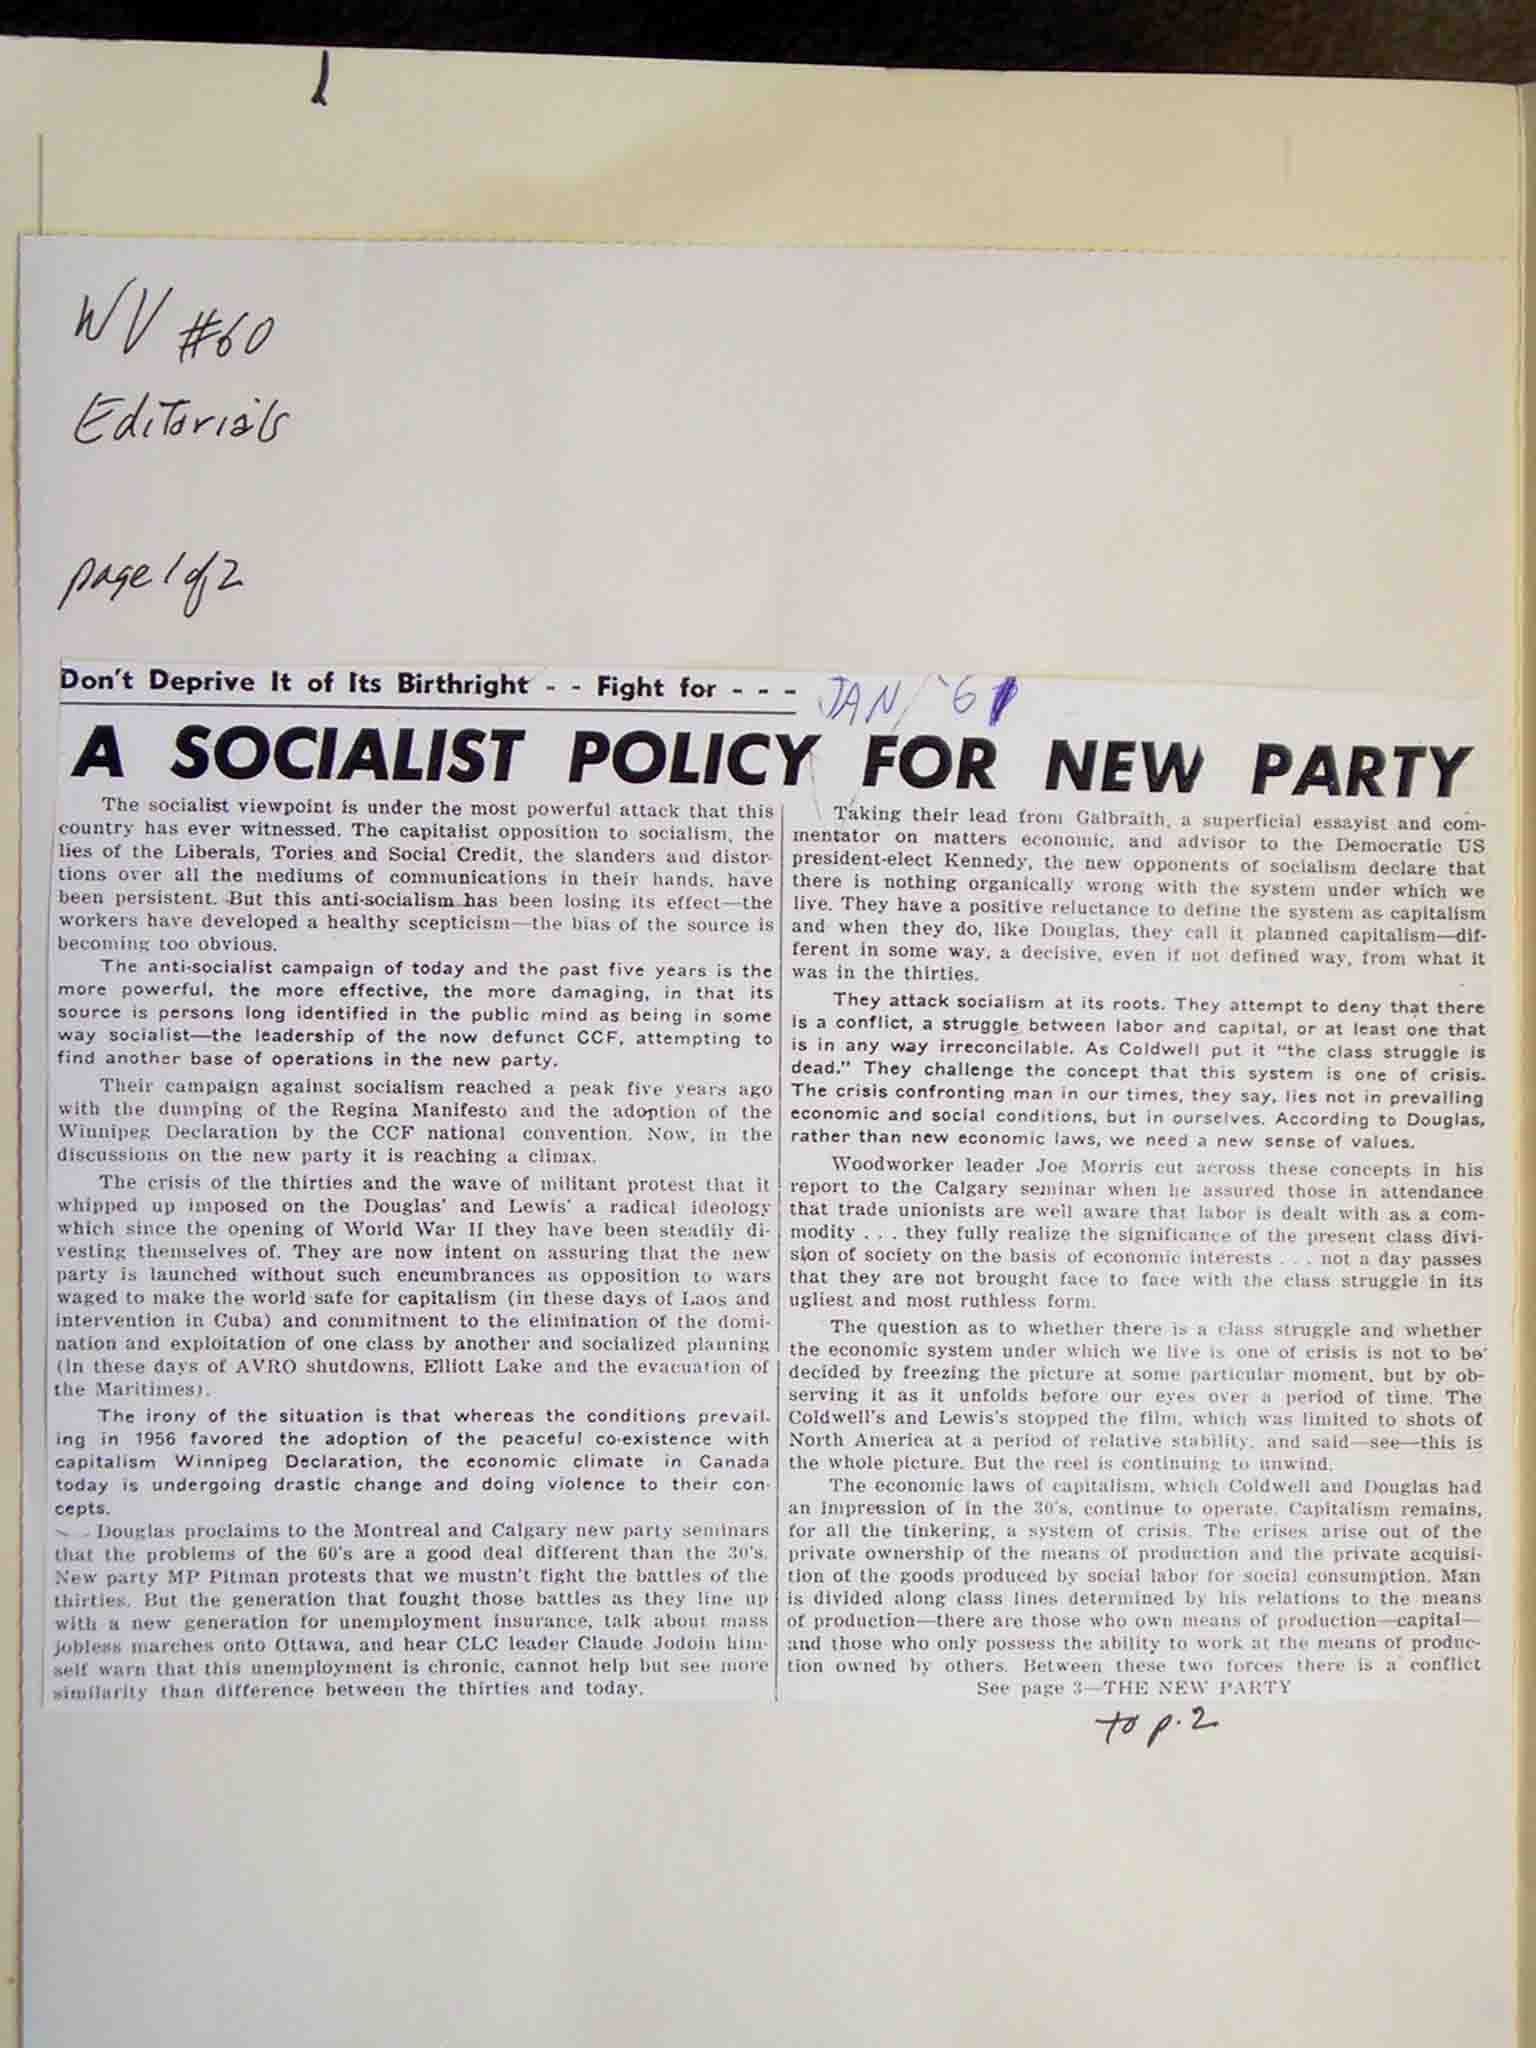 WV #60
Editorials
page 1 of 2
Don't Deprive It of Its Birthright - - Fight for - - -
JAN/'61
A SOCIALIST POLICY FOR NEW PARTY
The socialist viewpoint is under the most powerful attack that this
country has ever witnessed. The capitalist opposition to socialism, the
lies of the Liberals, Tories and Social Credit, the slanders and distor-
tions over all the mediums of communications in their hands, have
been persistent. But this anti-socialism has been losing its effect—the
workers have developed a healthy scepticism—the bias of the source is
becoming too obvious.
The anti-socialist campaign of today and the past five years is the
more powerful, the more effective, the more damaging, in that its
source is persons long identified in the public mind as being in some
way socialist—the leadership of the now defunct CCF, attempting to
find another base of operations in the new party.
Their campaign against socialism reached a peak five years ago
with the dumping of the Regina Manifesto and the adoption of the
Winnipeg Declaration by the CCF national convention. Now, in the
discussions on the new party it is reaching a climax.
The crisis of the thirties and the wave of militant protest that it
whipped up imposed on the Douglas' and Lewis' a radical ideology
which since the opening of World War II they have been steadily di-
vesting themselves of. They are now intent on assuring that the new
party is launched without such encumbrances as opposition to wars
waged to make the world safe for capitalism (in these days of Laos and
intervention in Cuba) and commitment to the elimination of the domi-
nation and exploitation of one class by another and socialized planning
(in these days of AVRO shutdowns, Elliott Lake and the evacuation of
the Maritimes).
The irony of the situation is that whereas the conditions prevail-
ing in 1956 favored the adoption of the peaceful co-existence with
capitalism Winnipeg Declaration, the economic climate in Canada
today is undergoing drastic change and doing violence to their con-
cepts.
Douglas proclaims to the Montreal and Calgary new party seminars
that the problems of the 60's are a good deal different than the 30's.
New party MP Pitman protests that we mustn't fight the battles of the
thirties. But the generation that fought those battles as they line up
with a new generation for unemployment insurance, talk about mass
jobless marches onto Ottawa, and hear CLC leader Claude Jodoin him-
self warn that this unemployment is chronic, cannot help but see more
similarity than difference between the thirties and today.
Taking their lead from Galbraith, a superficial essayist and com-
mentator on matters economic, and advisor to the Democratic US
president-elect Kennedy, the new opponents of socialism declare that
there is nothing organically wrong with the system under which we
live. They have a positive reluctance to define the system as capitalism
and when they do, like Douglas, they call it planned capitalism—dif-
ferent in some way, a decisive, even if not defined way, from what it
was in the thirties.
They attack socialism at its roots. They attempt to deny that there
is a conflict, a struggle between labor and capital, or at least one that
is in any way irreconcilable. As Coldwell put it "the class struggle is
dead." They challenge the concept that this system is one of crisis.
The crisis confronting man in our times, they say, lies not in prevailing
economic and social conditions, but in ourselves. According to Douglas,
rather than new economic laws, we need a new sense of values.
Woodworker leader Joe Morris cut across these concepts in his
report to the Calgary seminar when he assured those in attendance
that trade unionists are well aware that labor is dealt with as a com-
modity . . . they fully realize the significance of the present class divi-
sion of society on the basis of economic interests . . . not a day passes
that they are not brought face to face with the class struggle in its
ugliest and most ruthless form.
The question as to whether there is a class struggle and whether
the economic system under which we live is one of crisis is not to be
decided by freezing the picture at some particular moment, but by ob-
serving it as it unfolds before our eyes over a period of time. The
Coldwell's and Lewis's stopped the film, which was limited to shots of
North America at a period of relative stability, and said—see—this is
the whole picture. But the reel is continuing to unwind.
The economic laws of capitalism, which Coldwell and Douglas had
an impression of in the 30's, continue to operate. Capitalism remains,
for all the tinkering, a system of crisis. The crises arise out of the
private ownership of the means of production and the private acquisi-
tion of the goods produced by social labor for social consumption. Man
is divided along class lines determined by his relations to the means
of production—there are those who own means of production—capital—
and those who only possess the ability to work at the means of produc-
tion owned by others. Between these two forces there is a conflict
See page 3—THE NEW PARTY
to p. 2